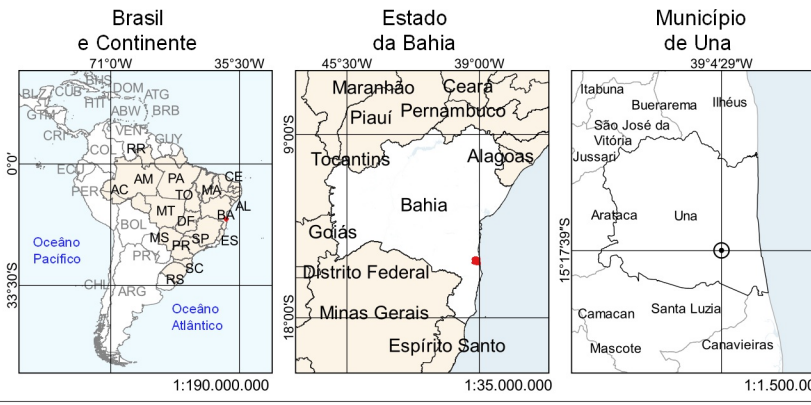 Brasil
e Continente
71°0'W 35°30'W
BHS
BLZ CUB DOM ATG
HTI
GTM ABW BRB
CRI VEN GUY
COL RR
0°0'
ECU AM PA CE
PER AC TO MA
AL
MT BA
BOL DF
MS SP ES
Oceâno
Pacífico
PRY PR
SC
33°30'S
CHL ARG RS
Oceâno
Atlântico
1:190.000.000
Estado
da Bahia
45°30'W 39°00'W
Maranhão Ceará
Piauí Pernambuco
9°00'S
Tocantins Alagoas
Bahia
Goiás
Distrito Federal
18°00'S
Minas Gerais
Espírito Santo
1:35.000.000
Município
de Una
39°4'29"W
Itabuna
Buerarema Ilhéus
São José da
Vitória
Jussari
Arataca Una
15°17'39"S
Camacan Santa Luzia
Mascote Canavieiras
1:1.500.00